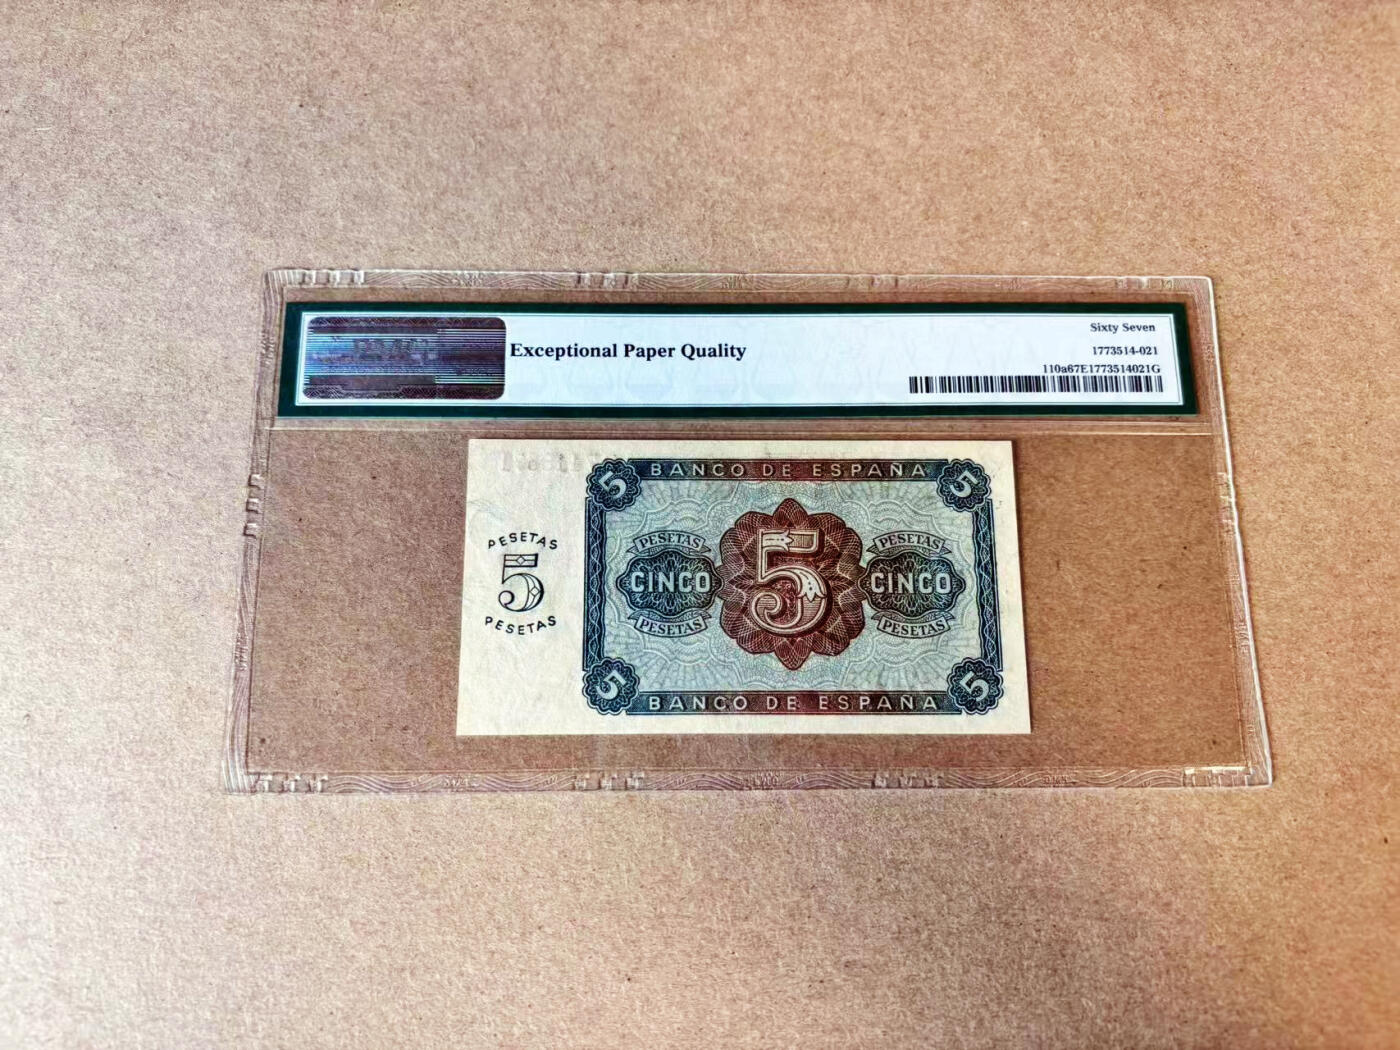 Sixty Seven
Exceptional Paper Quality
1773514-021
110a67E1773514021G
BANCO DE ESPAÑA
5 5
PESETAS PESETAS PESETAS
5 CINCO 5 CINCO
PESETAS PESETAS PESETAS
5 5
BANCO DE ESPAÑA